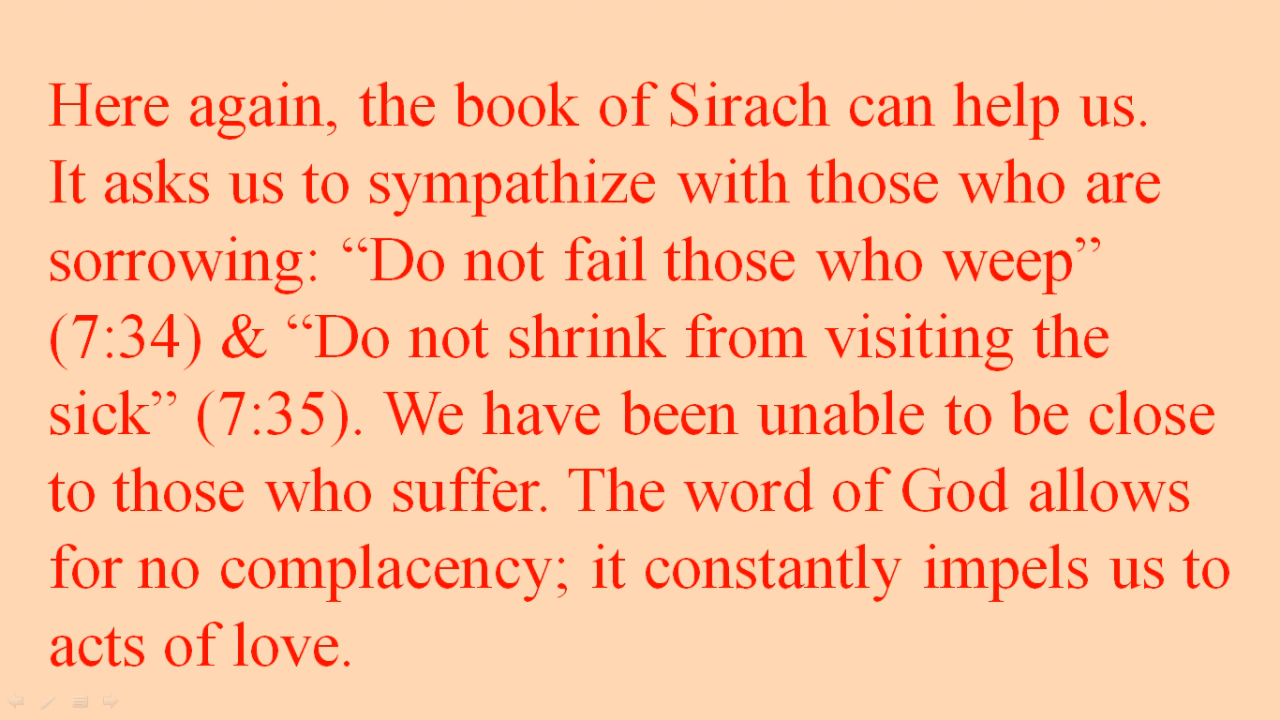 Here again, the book of Sirach can help us.
It asks us to sympathize with those who are
sorrowing: “Do not fail those who weep”
(7:34) & “Do not shrink from visiting the
sick” (7:35). We have been unable to be close
to those who suffer. The word of God allows
for no complacency; it constantly impels us to
acts of love.